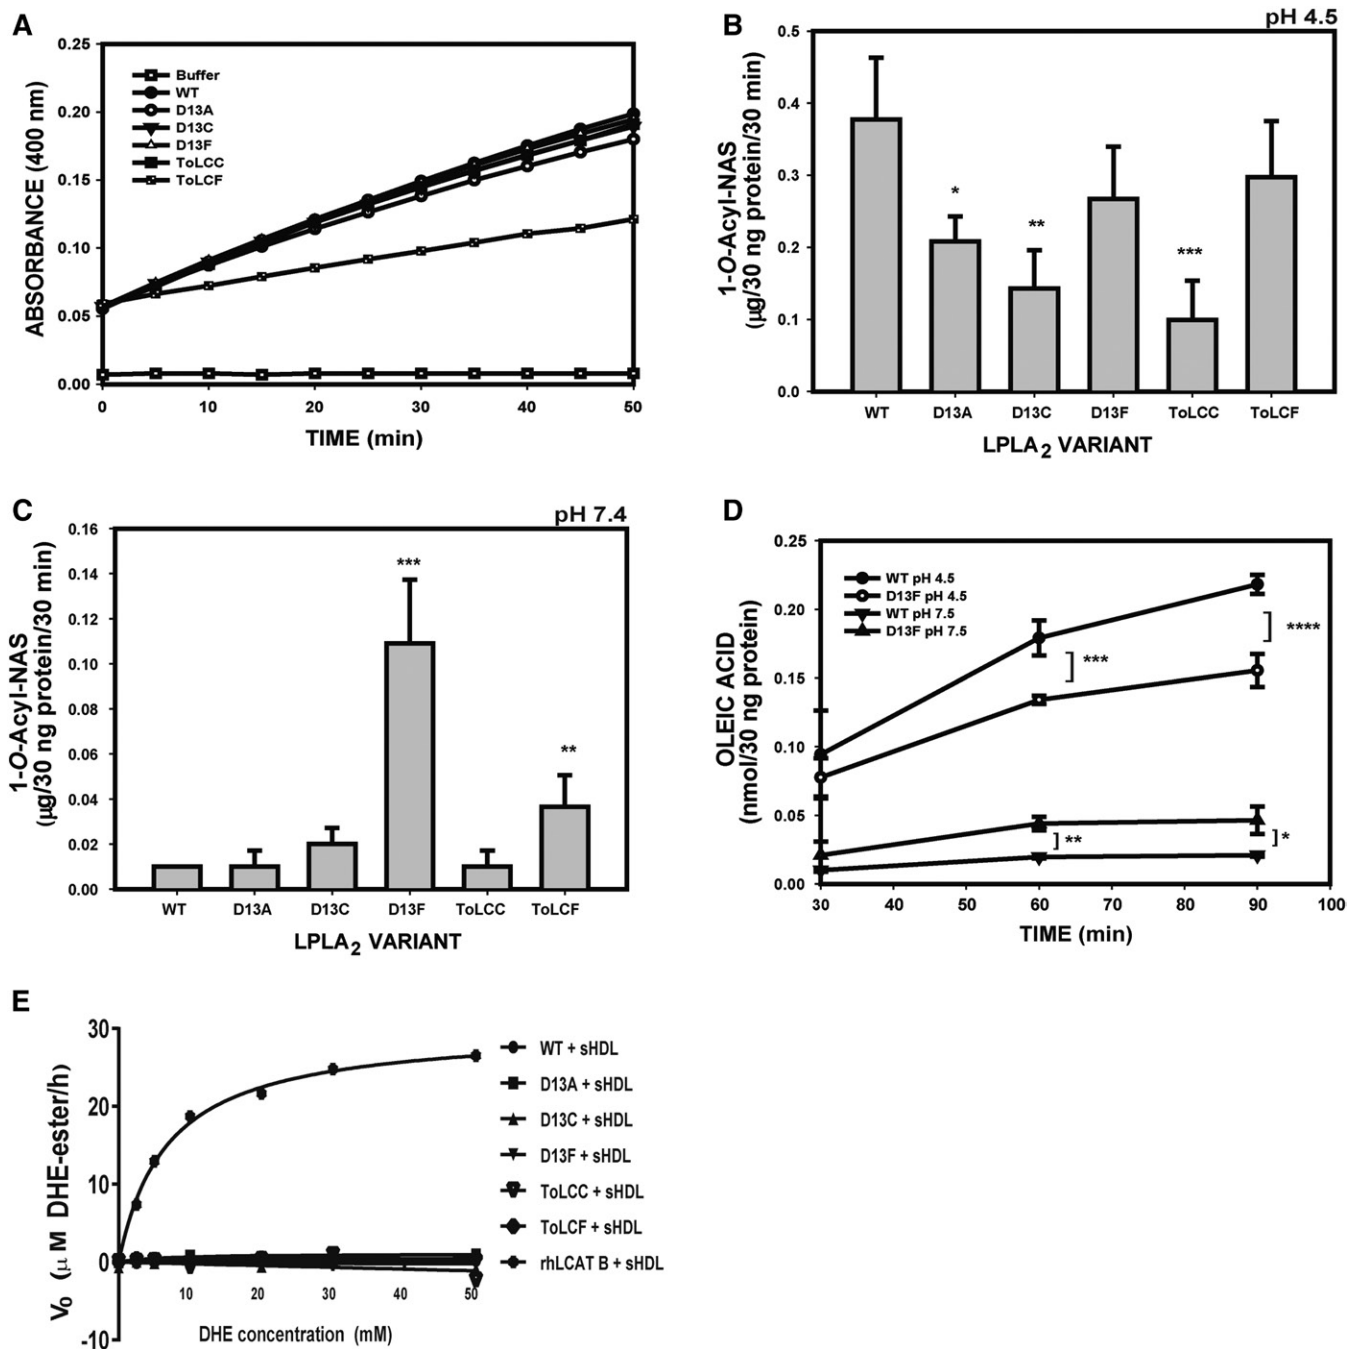 A
0.25
0.20
0.15
0.10
0.05
0.00
ABSORBANCE (400 nm)
Buffer
WT
D13A
D13C
D13F
ToLCC
ToLCF
0 10 20 30 40 50
TIME (min)
B
pH 4.5
0.5
0.4
0.3
0.2
0.1
0.0
1-O-Acyl-NAS
(µg/30 ng protein/30 min)
*
**
***
WT D13A D13C D13F ToLCC ToLCF
LPLA2 VARIANT
C
pH 7.4
0.16
0.14
0.12
0.10
0.08
0.06
0.04
0.02
0.00
1-O-Acyl-NAS
(µg/30 ng pyrotein/30 min)
***
**
WT D13A D13C D13F ToLCC ToLCF
LPLA2 VARIANT
D
0.25
0.20
0.15
0.10
0.05
0.00
OLEIC ACID
(nmol/30 ng protein)
WT pH 4.5
D13F pH 4.5
WT pH 7.5
D13F pH 7.5
****
***
**
*
30 40 50 60 70 80 90 100
TIME (min)
E
30
20
10
0
-10
V0 (µ M DHE-ester/h)
10 20 30 40 50
DHE concentration (mM)
WT + sHDL
D13A + sHDL
D13C + sHDL
D13F + sHDL
ToLCC + sHDL
ToLCF + sHDL
rhLCAT B + sHDL